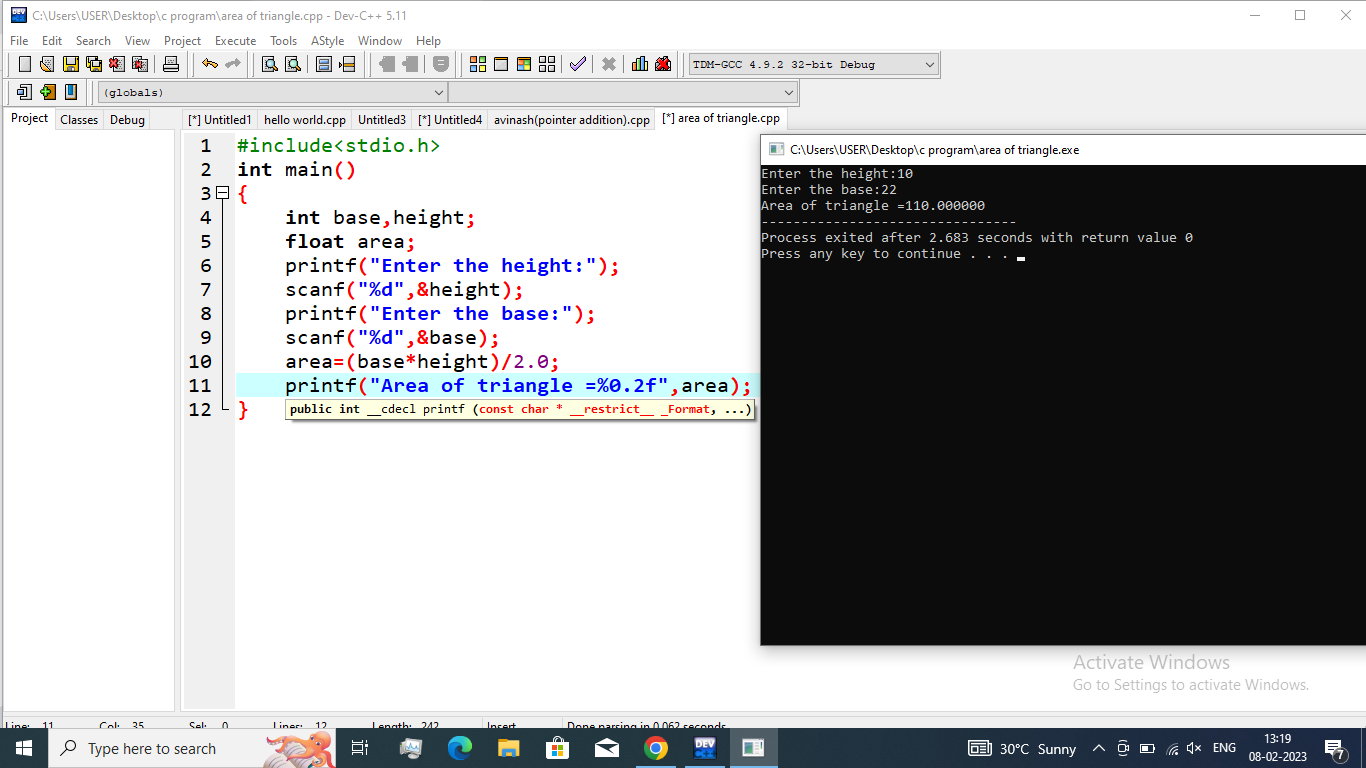 C:\Users\USER\Desktop\c program\area of triangle.cpp - Dev-C++ 5.11
File Edit Search View Project Execute Tools AStyle Window Help
TDM-GCC 4.9.2 32-bit Debug
(globals)
Project Classes Debug
[*] Untitled1 hello world.cpp Untitled3 [*] Untitled4 avinash(pointer addition).cpp [*] area of triangle.cpp
1 #include<stdio.h>
2 int main()
3 {
4 int base,height;
5 float area;
6 printf("Enter the height:");
7 scanf("%d",&height);
8 printf("Enter the base:");
9 scanf("%d",&base);
10 area=(base*height)/2.0;
11 printf("Area of triangle =%0.2f",area);
12 }
public int __cdecl printf (const char * __restrict__ _Format, ...)
C:\Users\USER\Desktop\c program\area of triangle.exe
Enter the height:10
Enter the base:22
Area of triangle =110.000000
--------------------------------
Process exited after 2.683 seconds with return value 0
Press any key to continue . . .
Activate Windows
Go to Settings to activate Windows.
Line: 11 Col: 35 Sel: 0 Lines: 12 Length: 242 Insert Done parsing in 0.062 seconds
Type here to search
DEV
30°C Sunny
ENG
13:19
08-02-2023
7